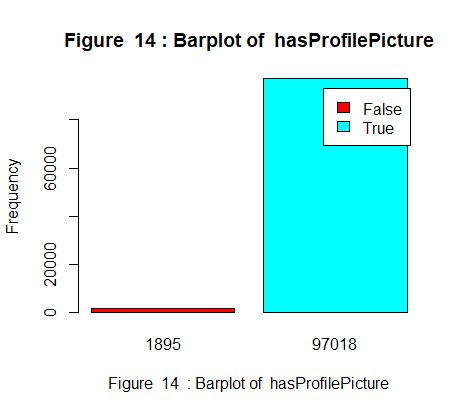 Figure 14 : Barplot of hasProfilePicture
False
True
Frequency
60000
20000
0
1895 97018
Figure 14 : Barplot of hasProfilePicture